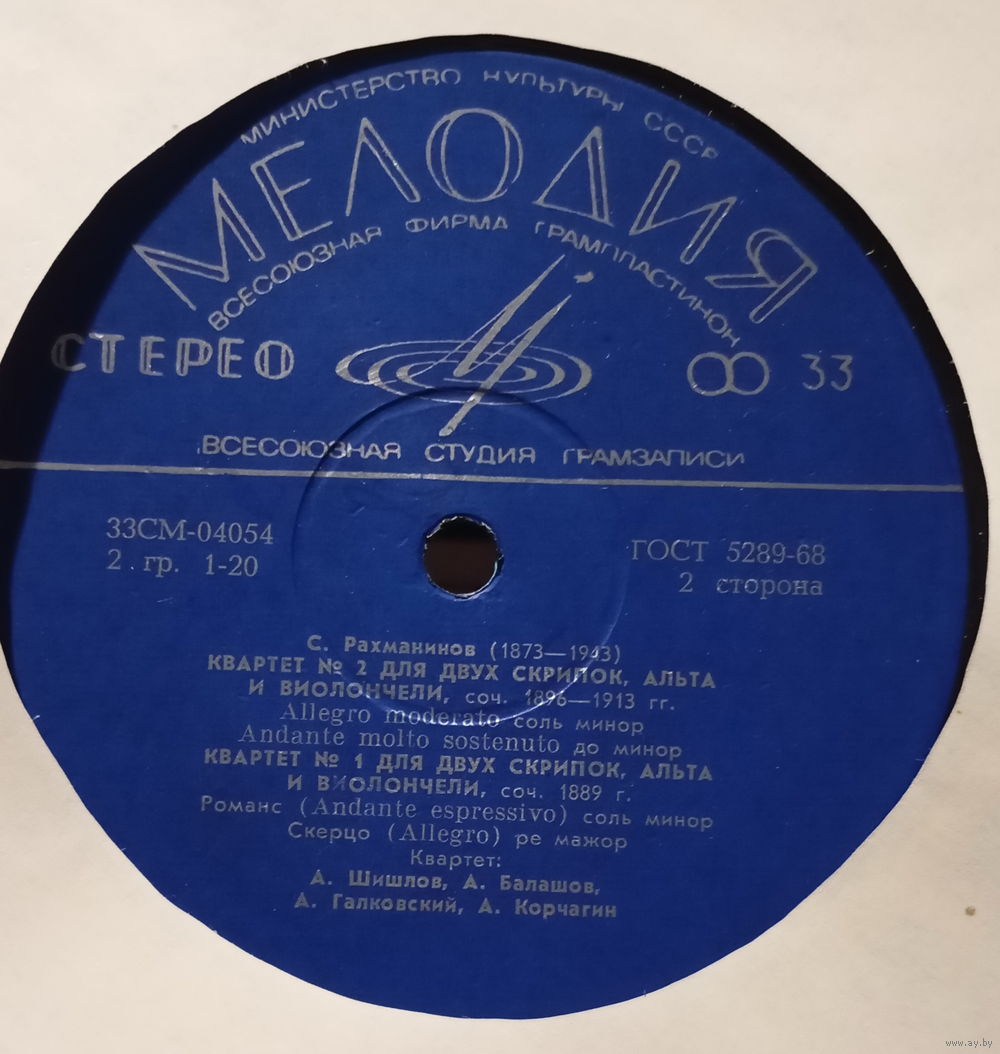 МИНИСТЕРСТВО КУЛЬТУРЫ СССР
МЕЛОДИЯ
ВСЕСОЮЗНАЯ ФИРМА ГРАМПЛАСТИНОК
СТЕРЕО
33
ВСЕСОЮЗНАЯ СТУДИЯ ГРАМЗАПИСИ
33СМ-04054
ГОСТ 5289-68
2 гр. 1-20
2 сторона
С. Рахманинов (1873—1943)
КВАРТЕТ № 2 ДЛЯ ДВУХ СКРИПОК, АЛЬТА
И ВИОЛОНЧЕЛИ, соч. 1896—1913 гг.
Allegro moderato соль минор
Andante molto sostenuto до минор
КВАРТЕТ № 1 ДЛЯ ДВУХ СКРИПОК, АЛЬТА
И ВИОЛОНЧЕЛИ, соч. 1889 г.
Романс (Andante espressivo) соль минор
Скерцо (Allegro) ре мажор
Квартет:
А. Шишлов, А. Балашов,
А. Галковский, А. Корчагин
www.ay.by